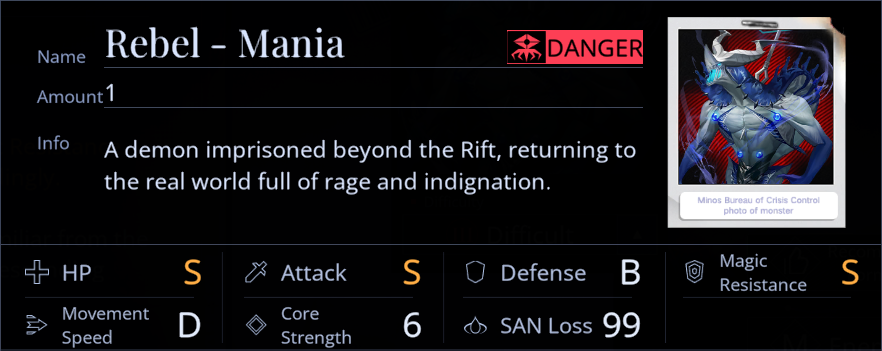 Name Rebel - Mania DANGER
Amount 1
Info A demon imprisoned beyond the Rift, returning to
the real world full of rage and indignation.
Minos Bureau of Crisis Control
photo of monster
HP S
Attack S
Defense B
Magic
Resistance S
Movement
Speed D
Core
Strength 6
SAN Loss 99